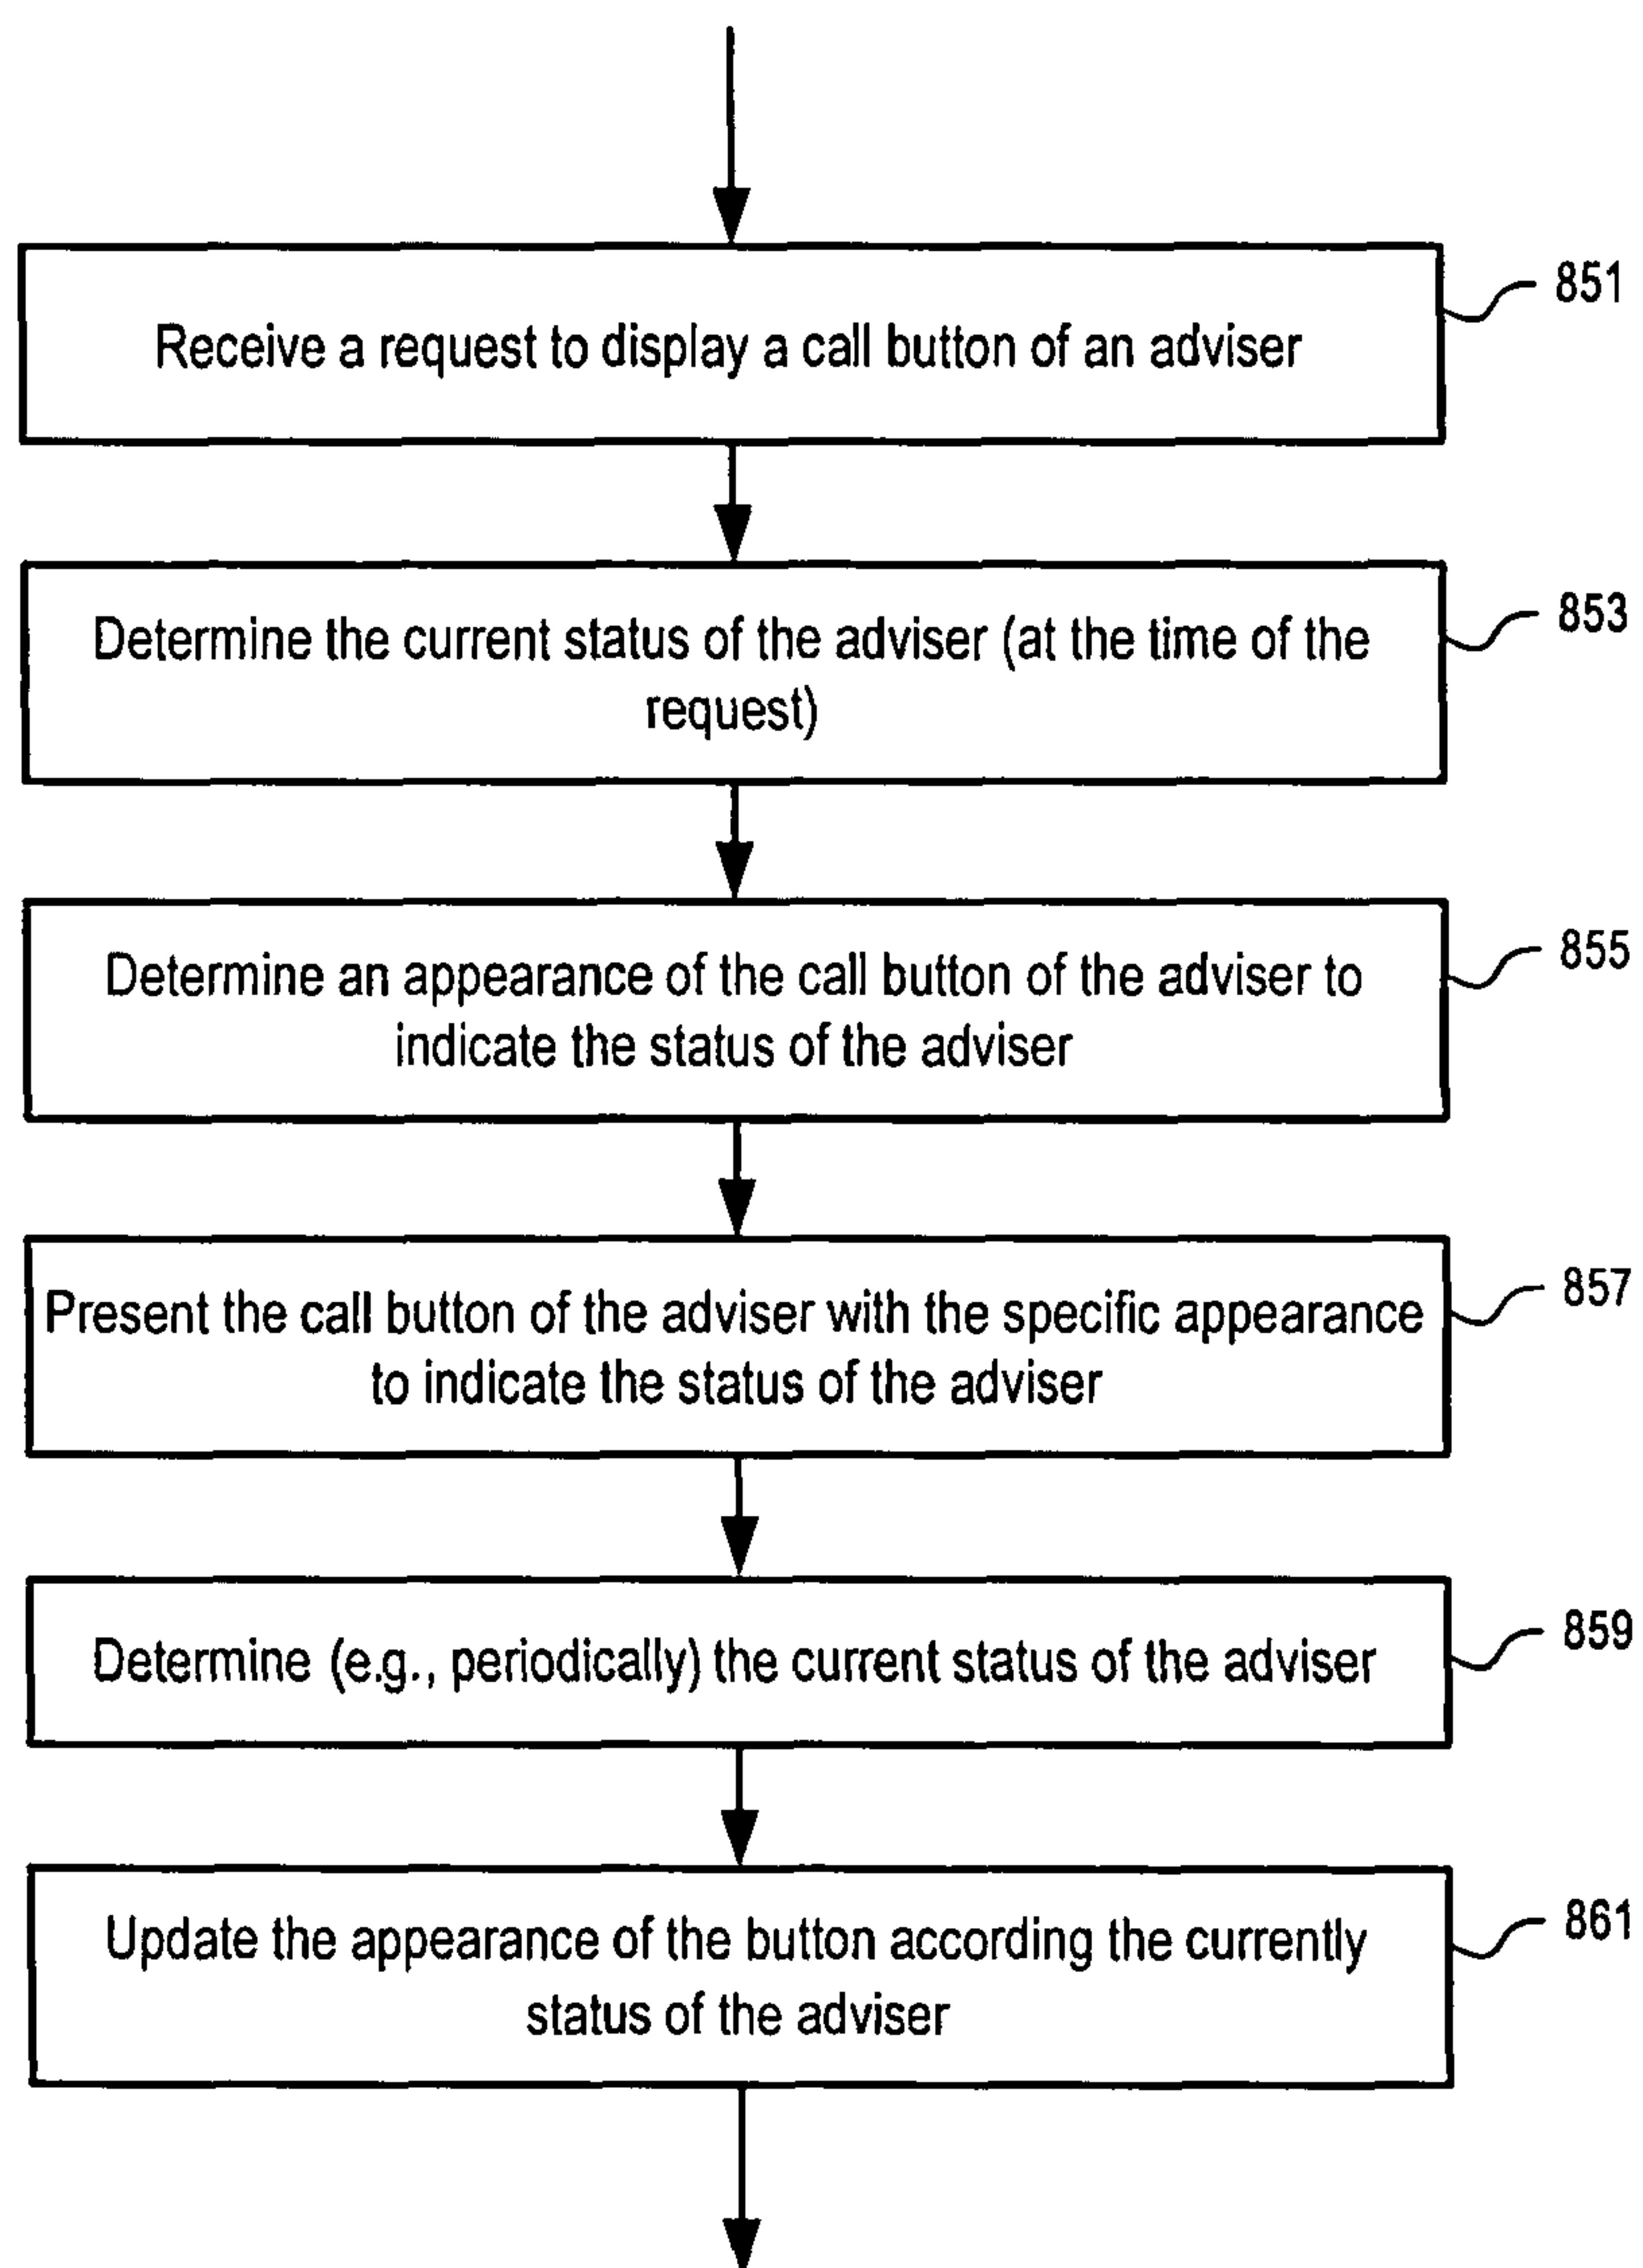 851
Receive a request to display a call button of an adviser
853
Determine the current status of the adviser (at the time of the
request)
855
Determine an appearance of the call button of the adviser to
indicate the status of the adviser
857
Present the call button of the adviser with the specific appearance
to indicate the status of the adviser
859
Determine (e.g., periodically) the current status of the adviser
861
Update the appearance of the button according the currently
status of the adviser